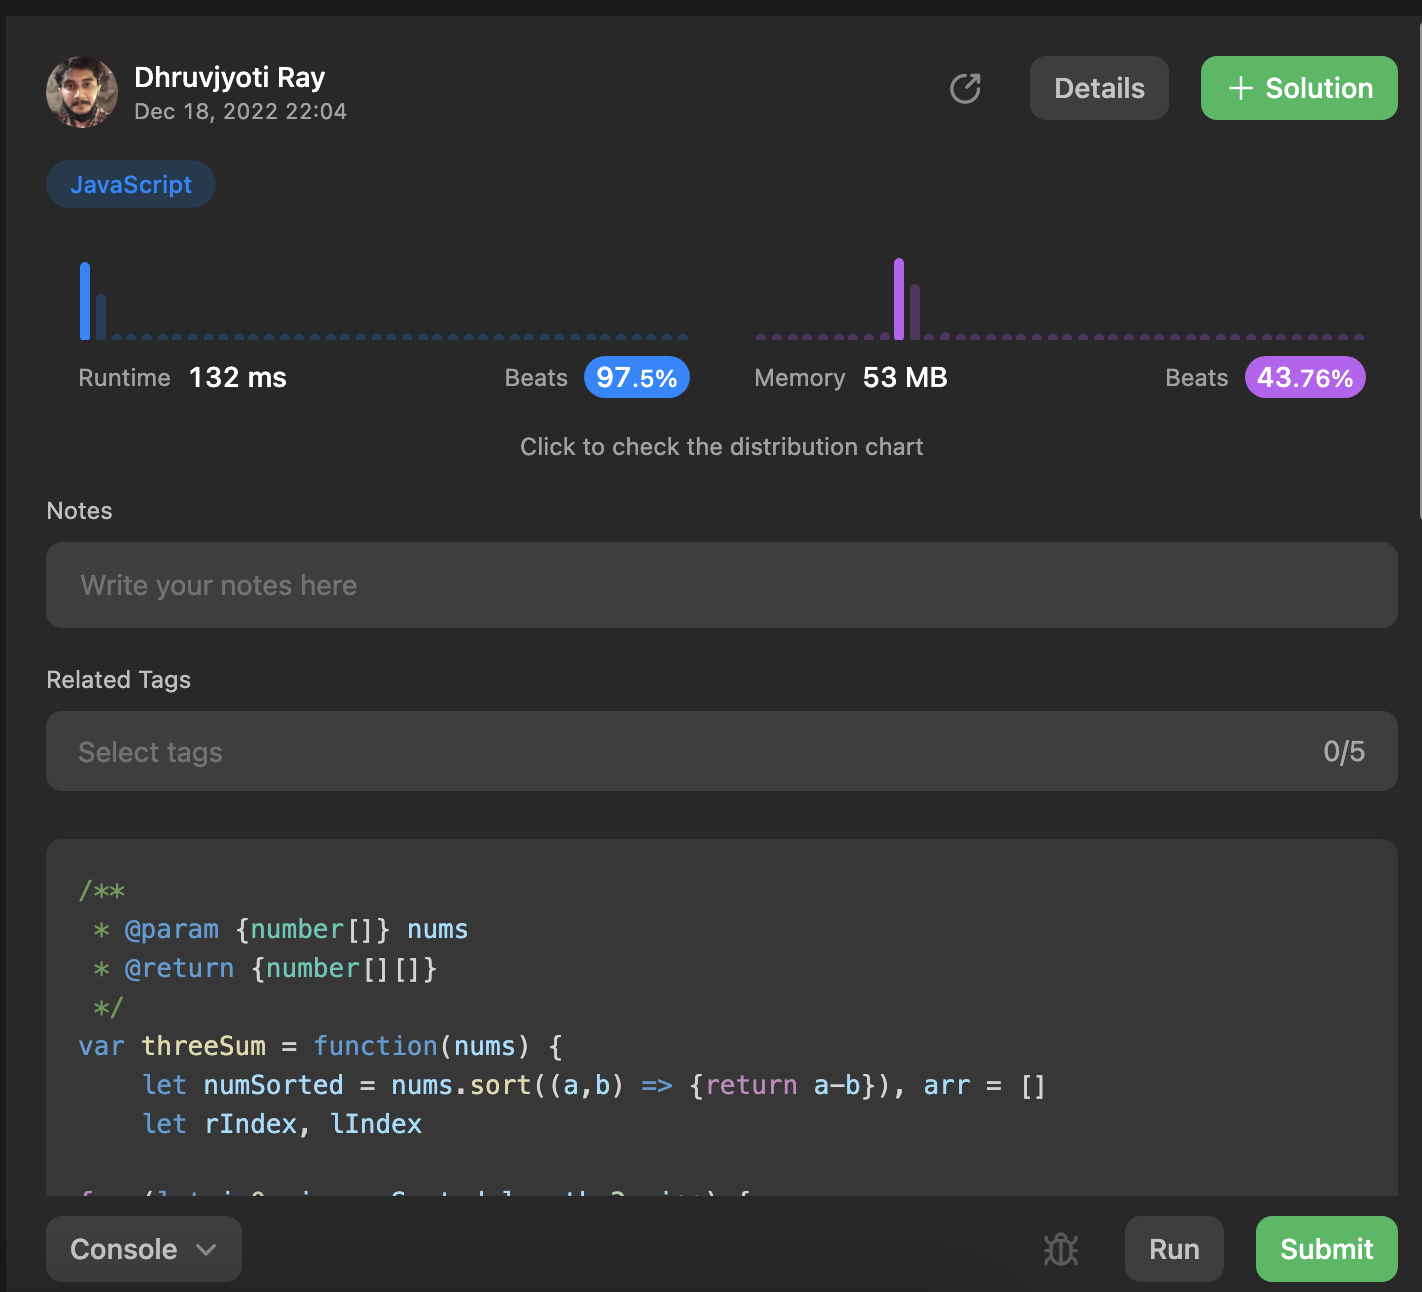 Dhruvjyoti Ray
Dec 18, 2022 22:04
Details
+ Solution
JavaScript
Runtime 132 ms
Beats 97.5%
Memory 53 MB
Beats 43.76%
Click to check the distribution chart
Notes
Write your notes here
Related Tags
Select tags
0/5
/**
 * @param {number[]} nums
 * @return {number[][]}
 */
var threeSum = function(nums) {
    let numSorted = nums.sort((a,b) => {return a-b}), arr = []
    let rIndex, lIndex
Console
Run
Submit